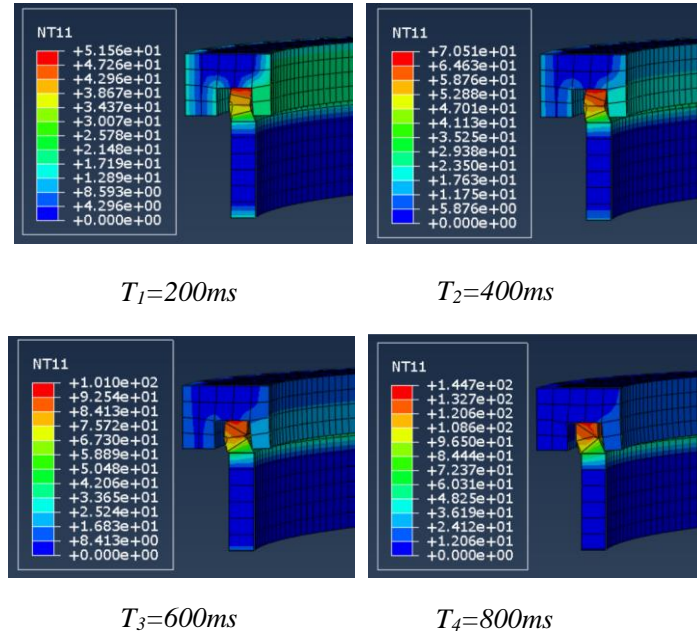 NT11
+5.156e+01
+4.726e+01
+4.296e+01
+3.867e+01
+3.437e+01
+3.007e+01
+2.578e+01
+2.148e+01
+1.719e+01
+1.289e+01
+8.593e+00
+4.296e+00
+0.000e+00
NT11
+7.051e+01
+6.463e+01
+5.876e+01
+5.288e+01
+4.701e+01
+4.113e+01
+3.525e+01
+2.938e+01
+2.350e+01
+1.763e+01
+1.175e+01
+5.876e+00
+0.000e+00
T₁=200ms
T₂=400ms
NT11
+1.010e+02
+9.254e+01
+8.413e+01
+7.572e+01
+6.730e+01
+5.889e+01
+5.048e+01
+4.206e+01
+3.365e+01
+2.524e+01
+1.683e+01
+8.413e+00
+0.000e+00
NT11
+1.447e+02
+1.327e+02
+1.206e+02
+1.086e+02
+9.650e+01
+8.444e+01
+7.237e+01
+6.031e+01
+4.825e+01
+3.619e+01
+2.412e+01
+1.206e+01
+0.000e+00
T₃=600ms
T₄=800ms